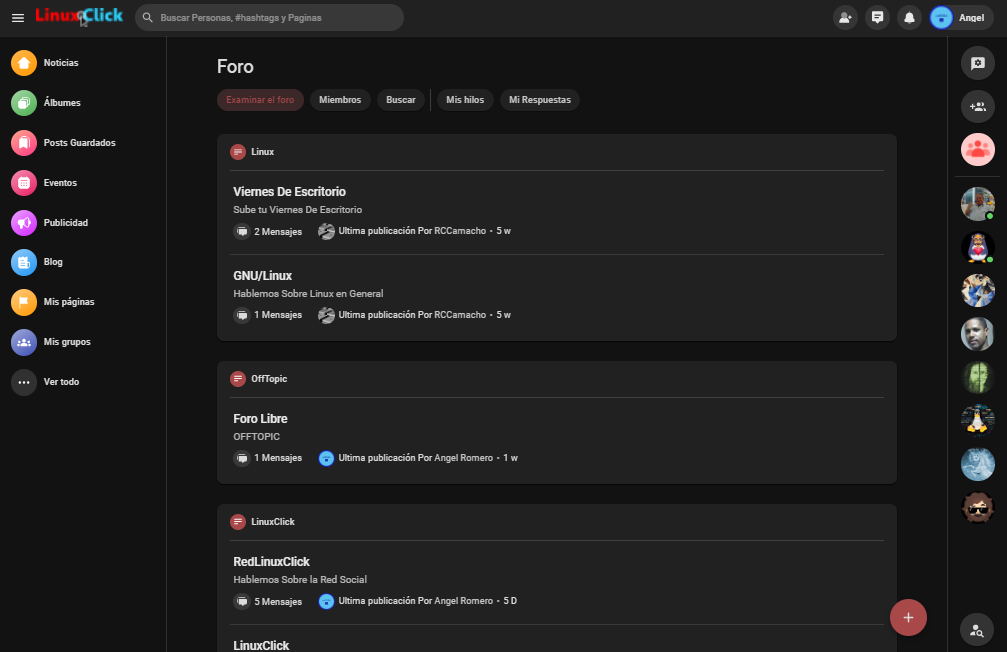 LinuxClick
Buscar Personas, #hashtags y Paginas
Angel
Noticias
Álbumes
Posts Guardados
Eventos
Publicidad
Blog
Mis páginas
Mis grupos
Ver todo
Foro
Examinar el foro
Miembros
Buscar
Mis hilos
Mi Respuestas
Linux
Viernes De Escritorio
Sube tu Viernes De Escritorio
2 Mensajes
Ultima publicación Por RCCamacho • 5 w
GNU/Linux
Hablemos Sobre Linux en General
1 Mensajes
Ultima publicación Por RCCamacho • 5 w
OffTopic
Foro Libre
OFFTOPIC
1 Mensajes
Ultima publicación Por Angel Romero • 1 w
LinuxClick
RedLinuxClick
Hablemos Sobre la Red Social
5 Mensajes
Ultima publicación Por Angel Romero • 5 D
LinuxClick